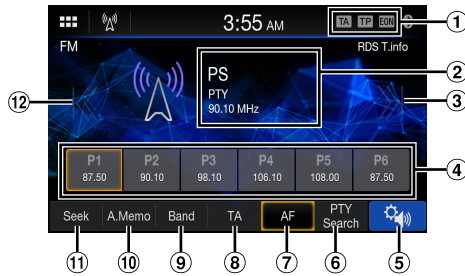 3:55 AM
TA TP EON
1
FM
RDS T.info
PS
PTY
90.10 MHz
2
12
3
P1 P2 P3 P4 P5 P6
87.50 90.10 98.10 106.10 108.00 87.50
4
Seek A.Memo Band TA AF PTY Search
11 10 9 8 7 6 5